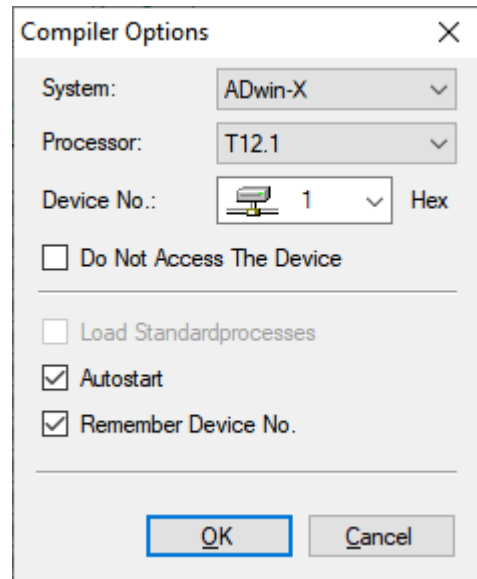 Compiler Options
System: ADwin-X
Processor: T12.1
Device No.: 1 Hex
Do Not Access The Device
Load Standardprocesses
Autostart
Remember Device No.
OK Cancel